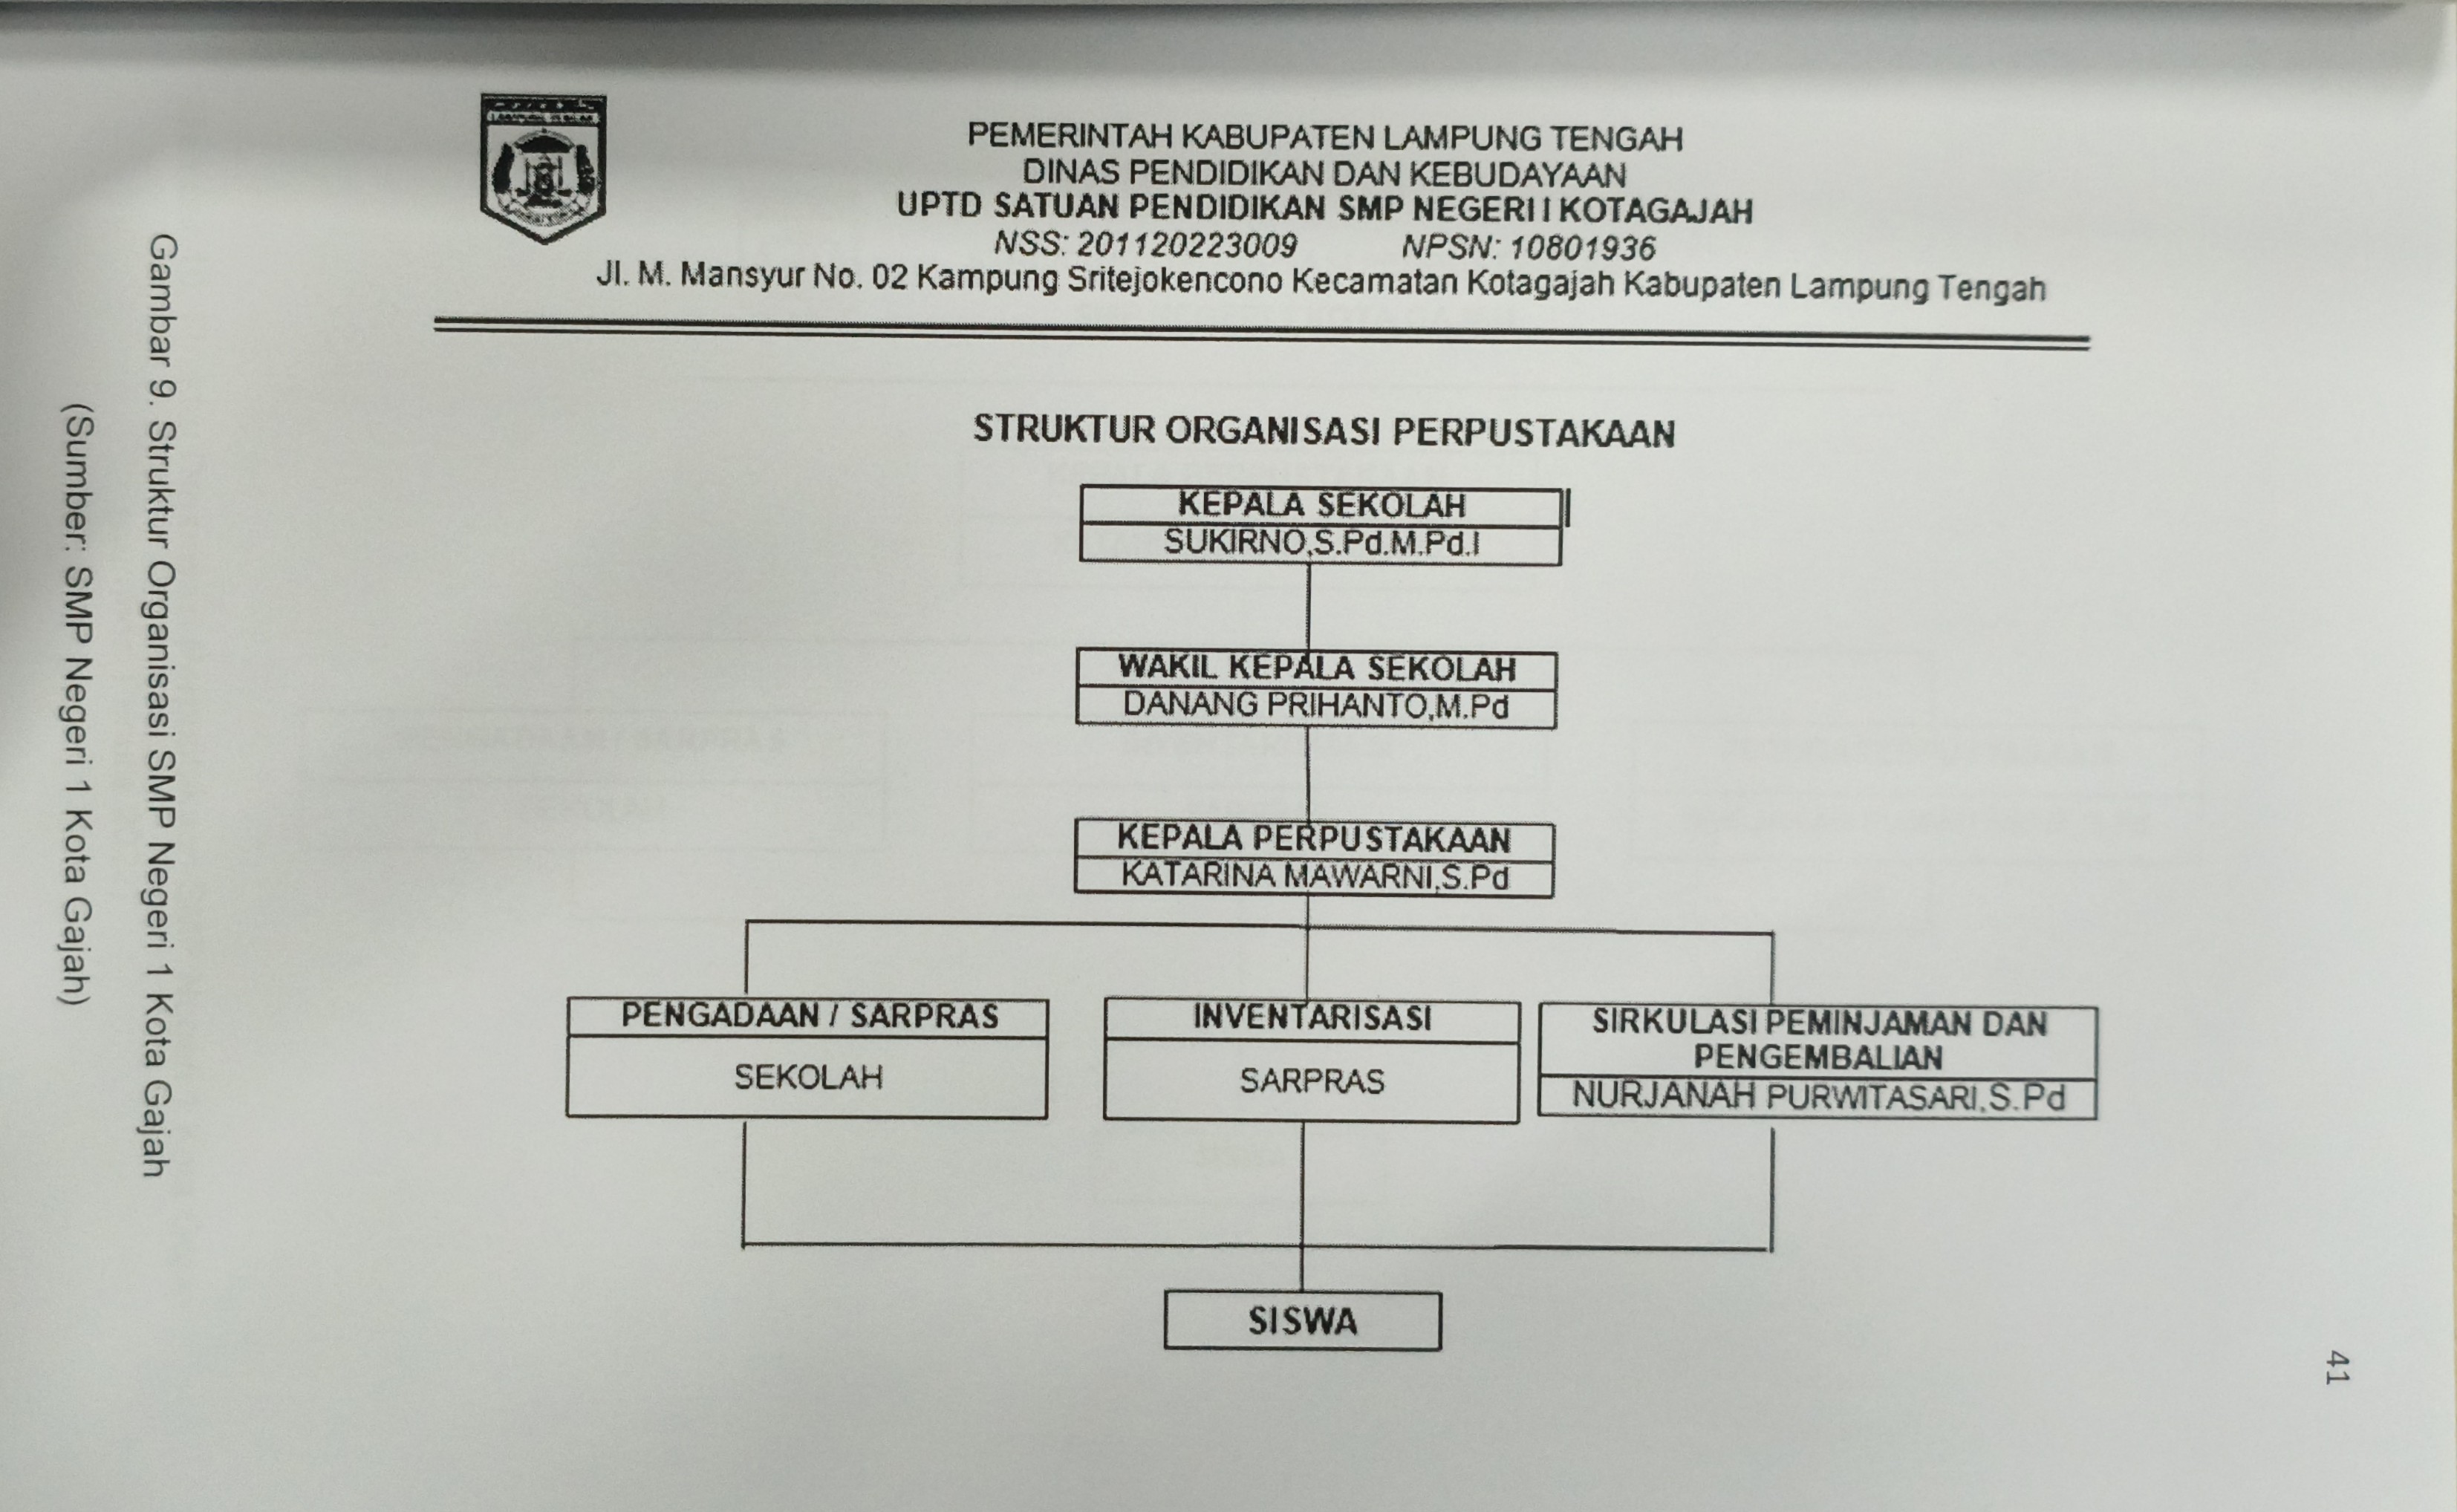 PEMERINTAH KABUPATEN LAMPUNG TENGAH
DINAS PENDIDIKAN DAN KEBUDAYAAN
UPTD SATUAN PENDIDIKAN SMP NEGERI I KOTAGAJAH
NSS: 201120223009 NPSN: 10801936
Jl. M. Mansyur No. 02 Kampung Sritejokencono Kecamatan Kotagajah Kabupaten Lampung Tengah
STRUKTUR ORGANISASI PERPUSTAKAAN
KEPALA SEKOLAH
SUKIRNO,S.Pd.M.Pd.I
WAKIL KEPALA SEKOLAH
DANANG PRIHANTO,M.Pd
KEPALA PERPUSTAKAAN
KATARINA MAWARNI,S.Pd
PENGADAAN / SARPRAS
SEKOLAH
INVENTARISASI
SARPRAS
SIRKULASI PEMINJAMAN DAN
PENGEMBALIAN
NURJANAH PURWITASARI,S.Pd
SISWA
Gambar 9. Struktur Organisasi SMP Negeri 1 Kota Gajah
(Sumber: SMP Negeri 1 Kota Gajah)
41